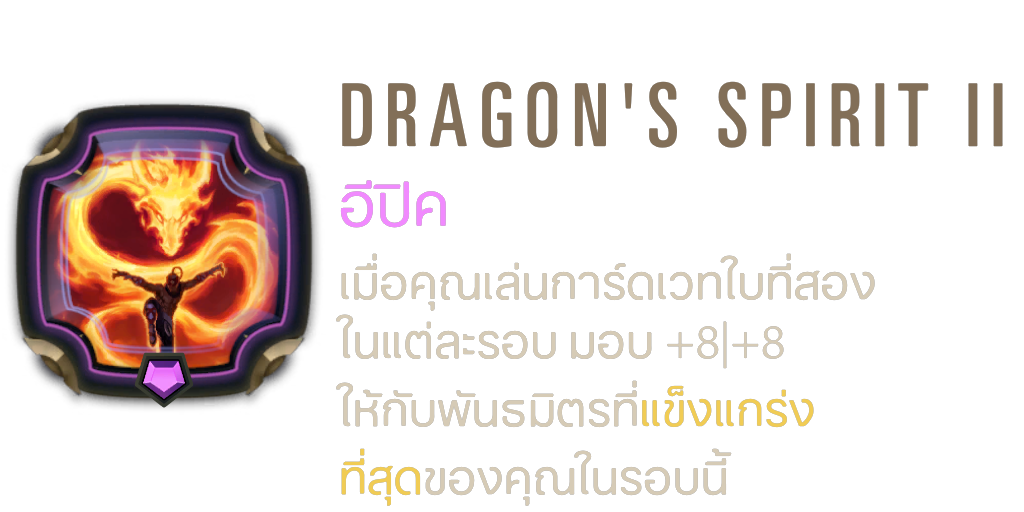 DRAGON'S SPIRIT II
อีปิค
เมื่อคุณเล่นการ์ดเวทใบที่สอง
ในแต่ละรอบ มอบ +8|+8
ให้กับพันธมิตรที่แข็งแกร่ง
ที่สุดของคุณในรอบนี้